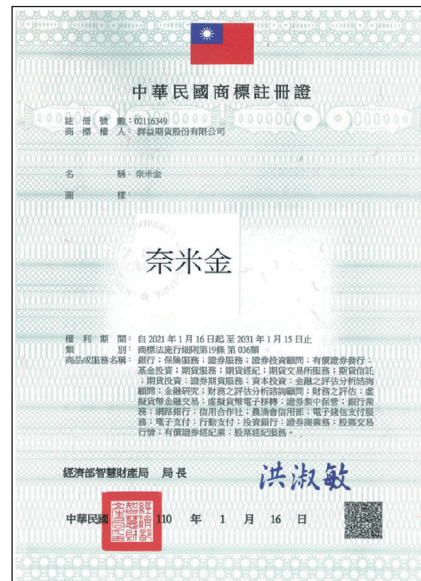 中華民國商標註冊證
註冊號數：02116349
商標權人：群益期貨股份有限公司
名稱：奈米金
圖樣：
奈米金
權利期間：自2021年1月16日起至2031年1月15日止
類別：商標法施行細則第19條 第036類
商品或服務名稱：銀行；保險服務；證券服務；證券投資顧問；有價證券發行；
基金投資；期貨服務；期貨經紀；期貨交易所服務；期貨信託
；期貨投資；證券期貨服務；資本投資；金融之評估分析諮詢
顧問；金融研究；財務之評估分析諮詢顧問；財務之評估；虛
擬貨幣金融交易；虛擬貨幣電子移轉；證券集中保管；銀行業
務；網路銀行；信用合作社；農漁會信用部；電子錢包支付服
務；電子支付；行動支付；投資銀行；證券商業務；股票交易
行情；有價證券經紀業；股票經紀服務。
經濟部智慧財產局 局長 洪淑敏
中華民國 110 年 1 月 16 日